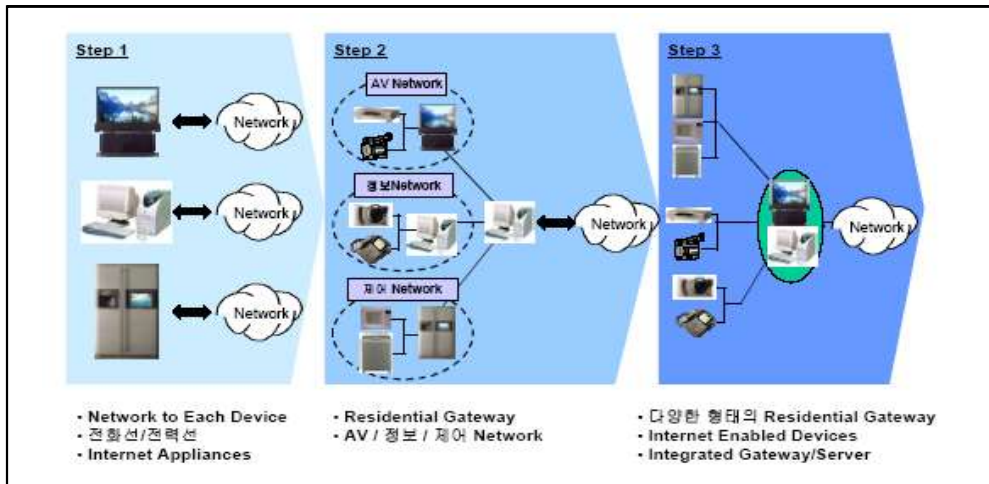 Step 1
Network
Network
Network
Step 2
AV Network
정보Network
제어 Network
Network
Step 3
Network
• Network to Each Device
• 전화선/전력선
• Internet Appliances
• Residential Gateway
• AV / 정보 / 제어 Network
• 다양한 형태의 Residential Gateway
• Internet Enabled Devices
• Integrated Gateway/Server